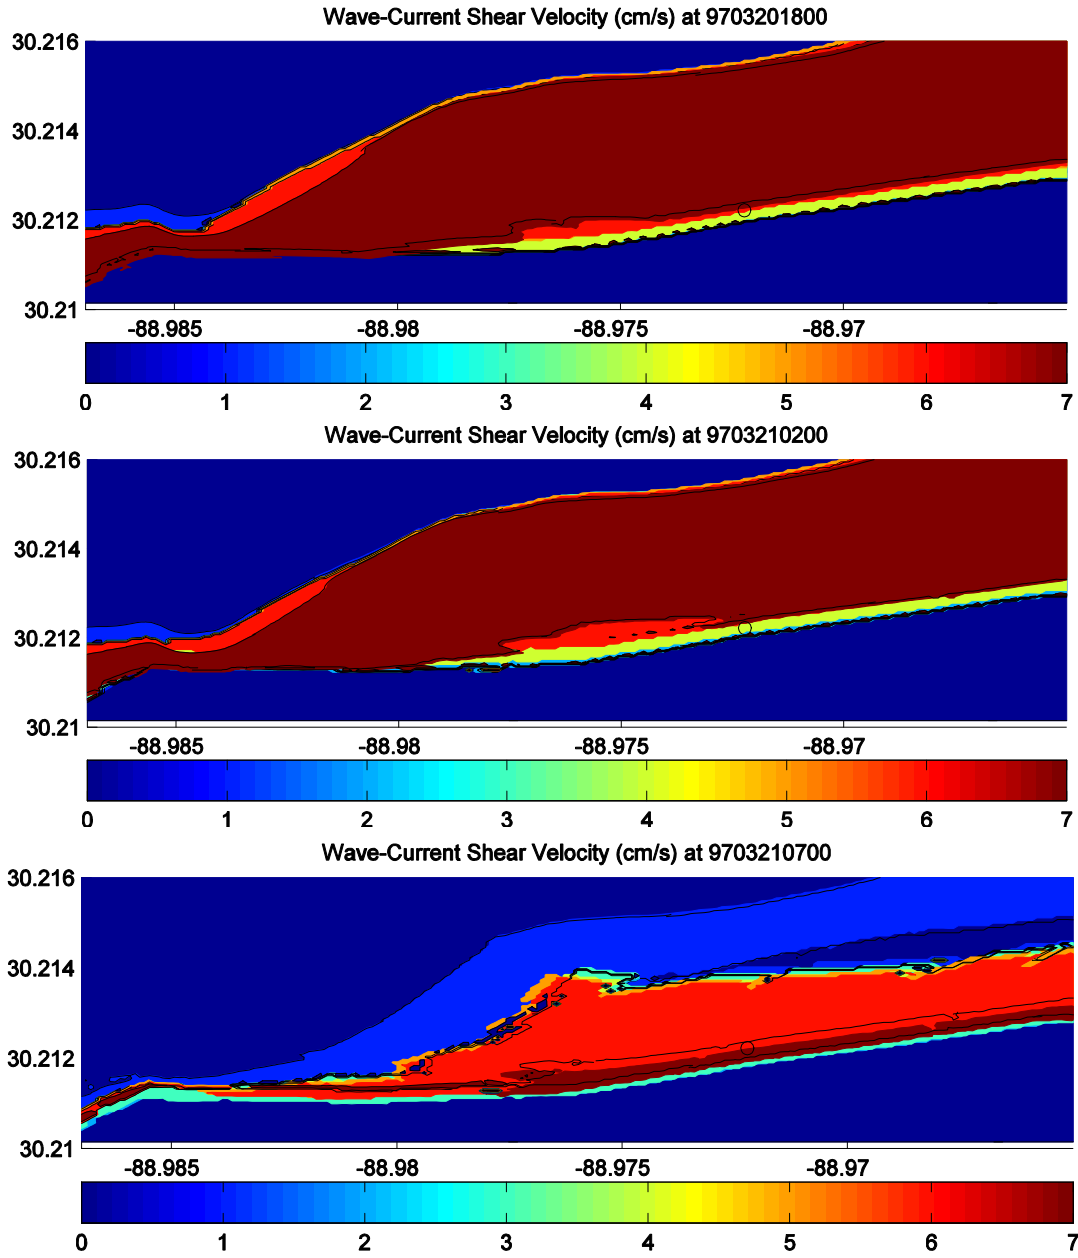 Wave-Current Shear Velocity (cm/s) at 9703201800
30.216
30.214
30.212
30.21
-88.985 -88.98 -88.975 -88.97
0 1 2 3 4 5 6 7
Wave-Current Shear Velocity (cm/s) at 9703210200
30.216
30.214
30.212
30.21
-88.985 -88.98 -88.975 -88.97
0 1 2 3 4 5 6 7
Wave-Current Shear Velocity (cm/s) at 9703210700
30.216
30.214
30.212
30.21
-88.985 -88.98 -88.975 -88.97
0 1 2 3 4 5 6 7